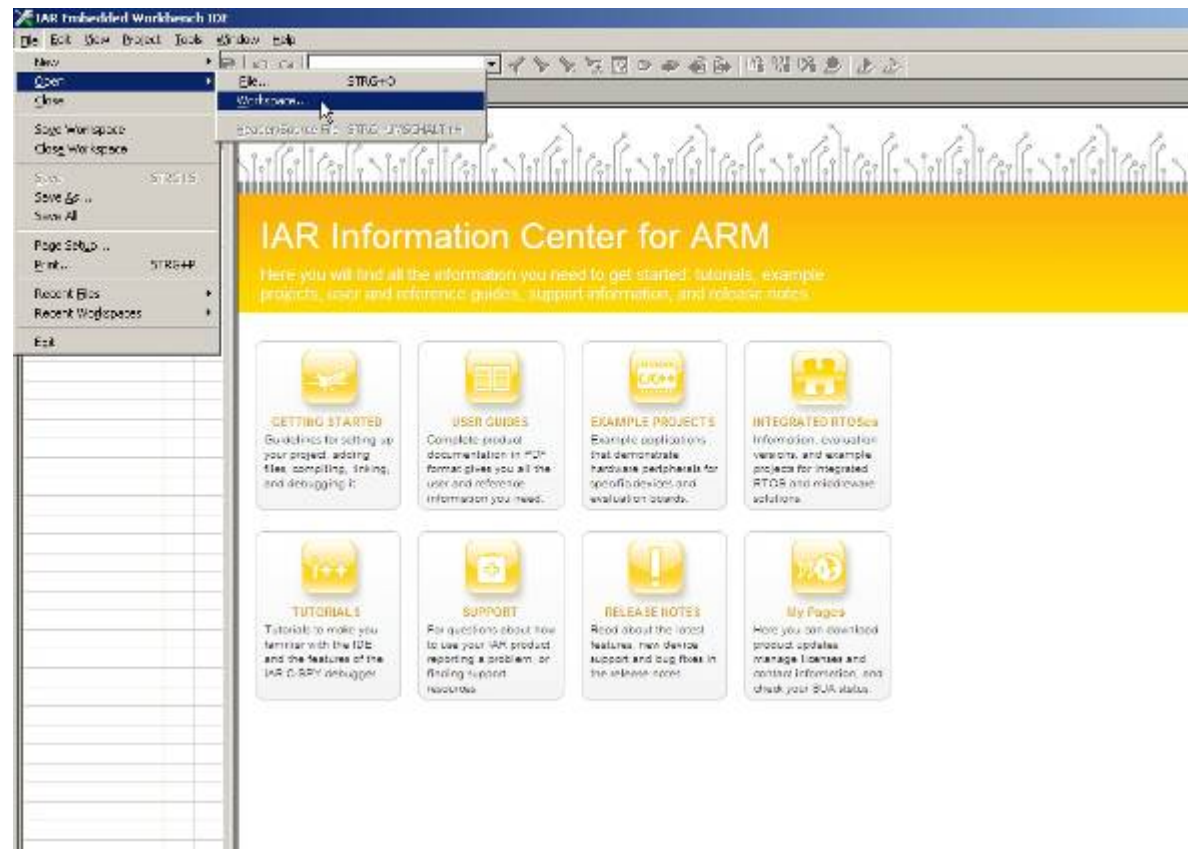 IAR Embedded Workbench IDE
File Edit View Project Tools Window Help
New
Open
Close
Save Workspace
Close Workspace
Save STRG+S
Save As...
Save All
Page Setup...
Print... STRG+P
Recent Files
Recent Workspaces
Exit
File... STRG+O
Workspace...
Header/Source File STRG+UMSCHALT+H
IAR Information Center for ARM
Here you will find all the information you need to get started: tutorials, example
projects, user and reference guides, support information, and release notes.
GETTING STARTED
Guidelines for setting up
your project, adding
files, compiling, linking,
and debugging it.
USER GUIDES
Complete product
documentation in PDF
format gives you all the
user and reference
information you need.
EXAMPLE PROJECTS
Example applications
that demonstrate
hardware peripherals for
specific devices and
evaluation boards.
INTEGRATED RTOSes
Information, evaluation
versions, and example
projects for integrated
RTOS and middleware
solutions.
TUTORIALS
Tutorials to make you
familiar with the IDE
and the features of the
IAR C-SPY debugger.
SUPPORT
For questions about how
to use your IAR product
reporting a problem, or
finding support
resources
RELEASE NOTES
Read about the latest
features, new device
support and bug fixes in
the release notes.
My Pages
Here you can download
product updates
manage licenses and
contact information, and
check your SUA status.